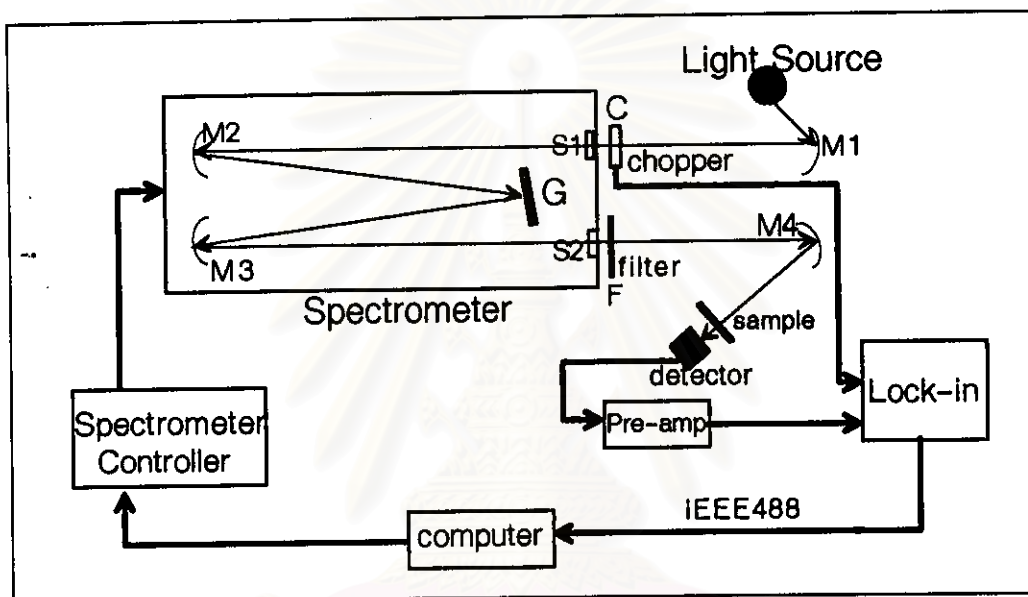 Light Source
M2
S1
C
chopper
M1
G
M3
S2
filter
F
M4
Spectrometer
sample
detector
Pre-amp
Lock-in
Spectrometer
Controller
IEEE488
computer